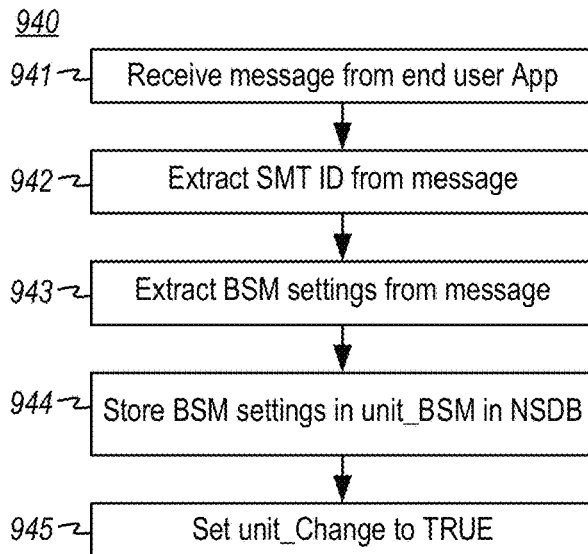 940
941 Receive message from end user App
942 Extract SMT ID from message
943 Extract BSM settings from message
944 Store BSM settings in unit_BSM in NSDB
945 Set unit_Change to TRUE